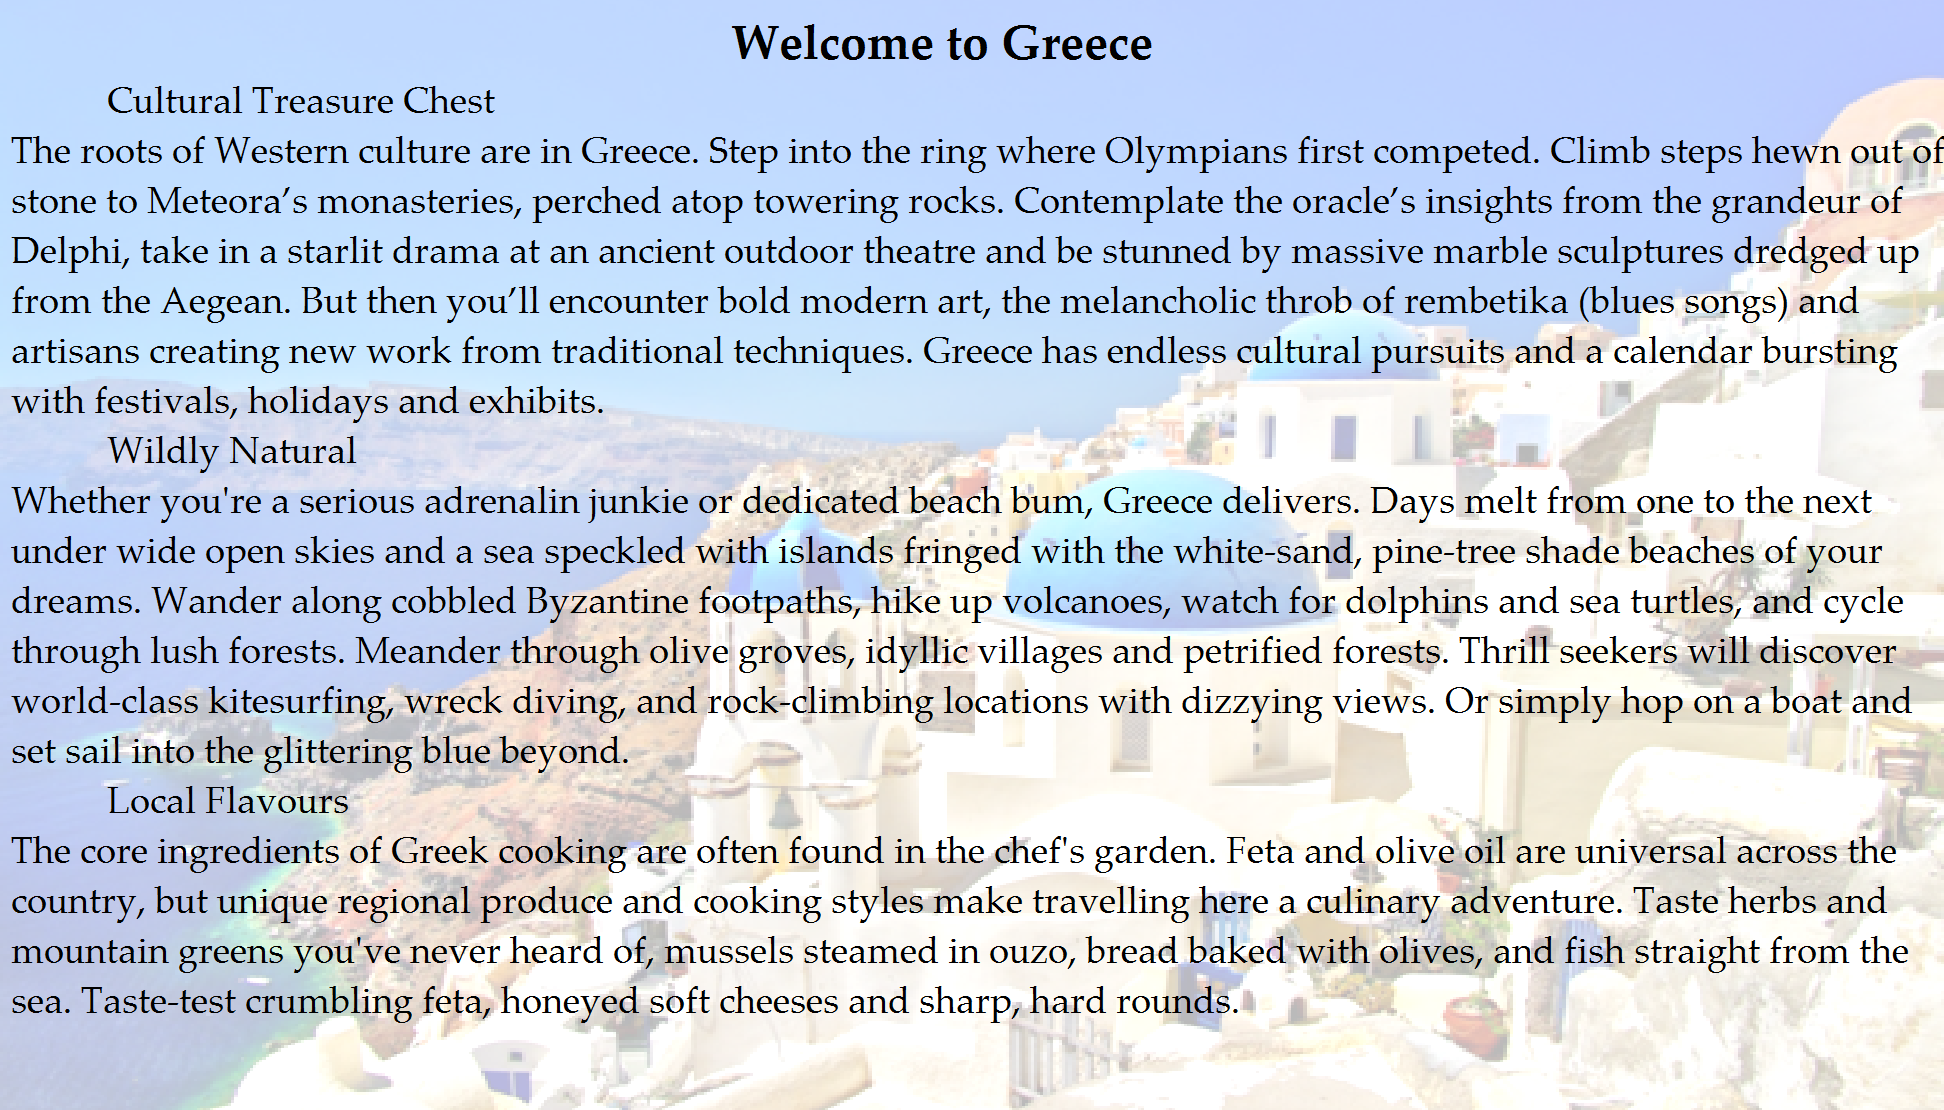 Welcome to Greece
Cultural Treasure Chest
The roots of Western culture are in Greece. Step into the ring where Olympians first competed. Climb steps hewn out of
stone to Meteora’s monasteries, perched atop towering rocks. Contemplate the oracle’s insights from the grandeur of
Delphi, take in a starlit drama at an ancient outdoor theatre and be stunned by massive marble sculptures dredged up
from the Aegean. But then you’ll encounter bold modern art, the melancholic throb of rembetika (blues songs) and
artisans creating new work from traditional techniques. Greece has endless cultural pursuits and a calendar bursting
with festivals, holidays and exhibits.
Wildly Natural
Whether you're a serious adrenalin junkie or dedicated beach bum, Greece delivers. Days melt from one to the next
under wide open skies and a sea speckled with islands fringed with the white-sand, pine-tree shade beaches of your
dreams. Wander along cobbled Byzantine footpaths, hike up volcanoes, watch for dolphins and sea turtles, and cycle
through lush forests. Meander through olive groves, idyllic villages and petrified forests. Thrill seekers will discover
world-class kitesurfing, wreck diving, and rock-climbing locations with dizzying views. Or simply hop on a boat and
set sail into the glittering blue beyond.
Local Flavours
The core ingredients of Greek cooking are often found in the chef's garden. Feta and olive oil are universal across the
country, but unique regional produce and cooking styles make travelling here a culinary adventure. Taste herbs and
mountain greens you've never heard of, mussels steamed in ouzo, bread baked with olives, and fish straight from the
sea. Taste-test crumbling feta, honeyed soft cheeses and sharp, hard rounds.